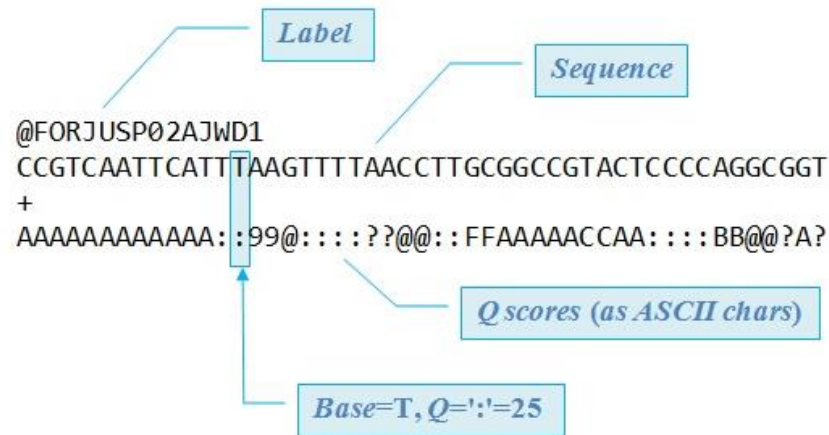 Label
Sequence
@FORJUSP02AJWD1
CCGTCAATTCATTTAAGTTTTAACCTTGCGGCCGTACTCCCCAGGCGGT
+
AAAAAAAAAAAA::99@::::??@@::FFAAAAACCAA::::BB@@?A?
Q scores (as ASCII chars)
Base=T, Q=':'=25